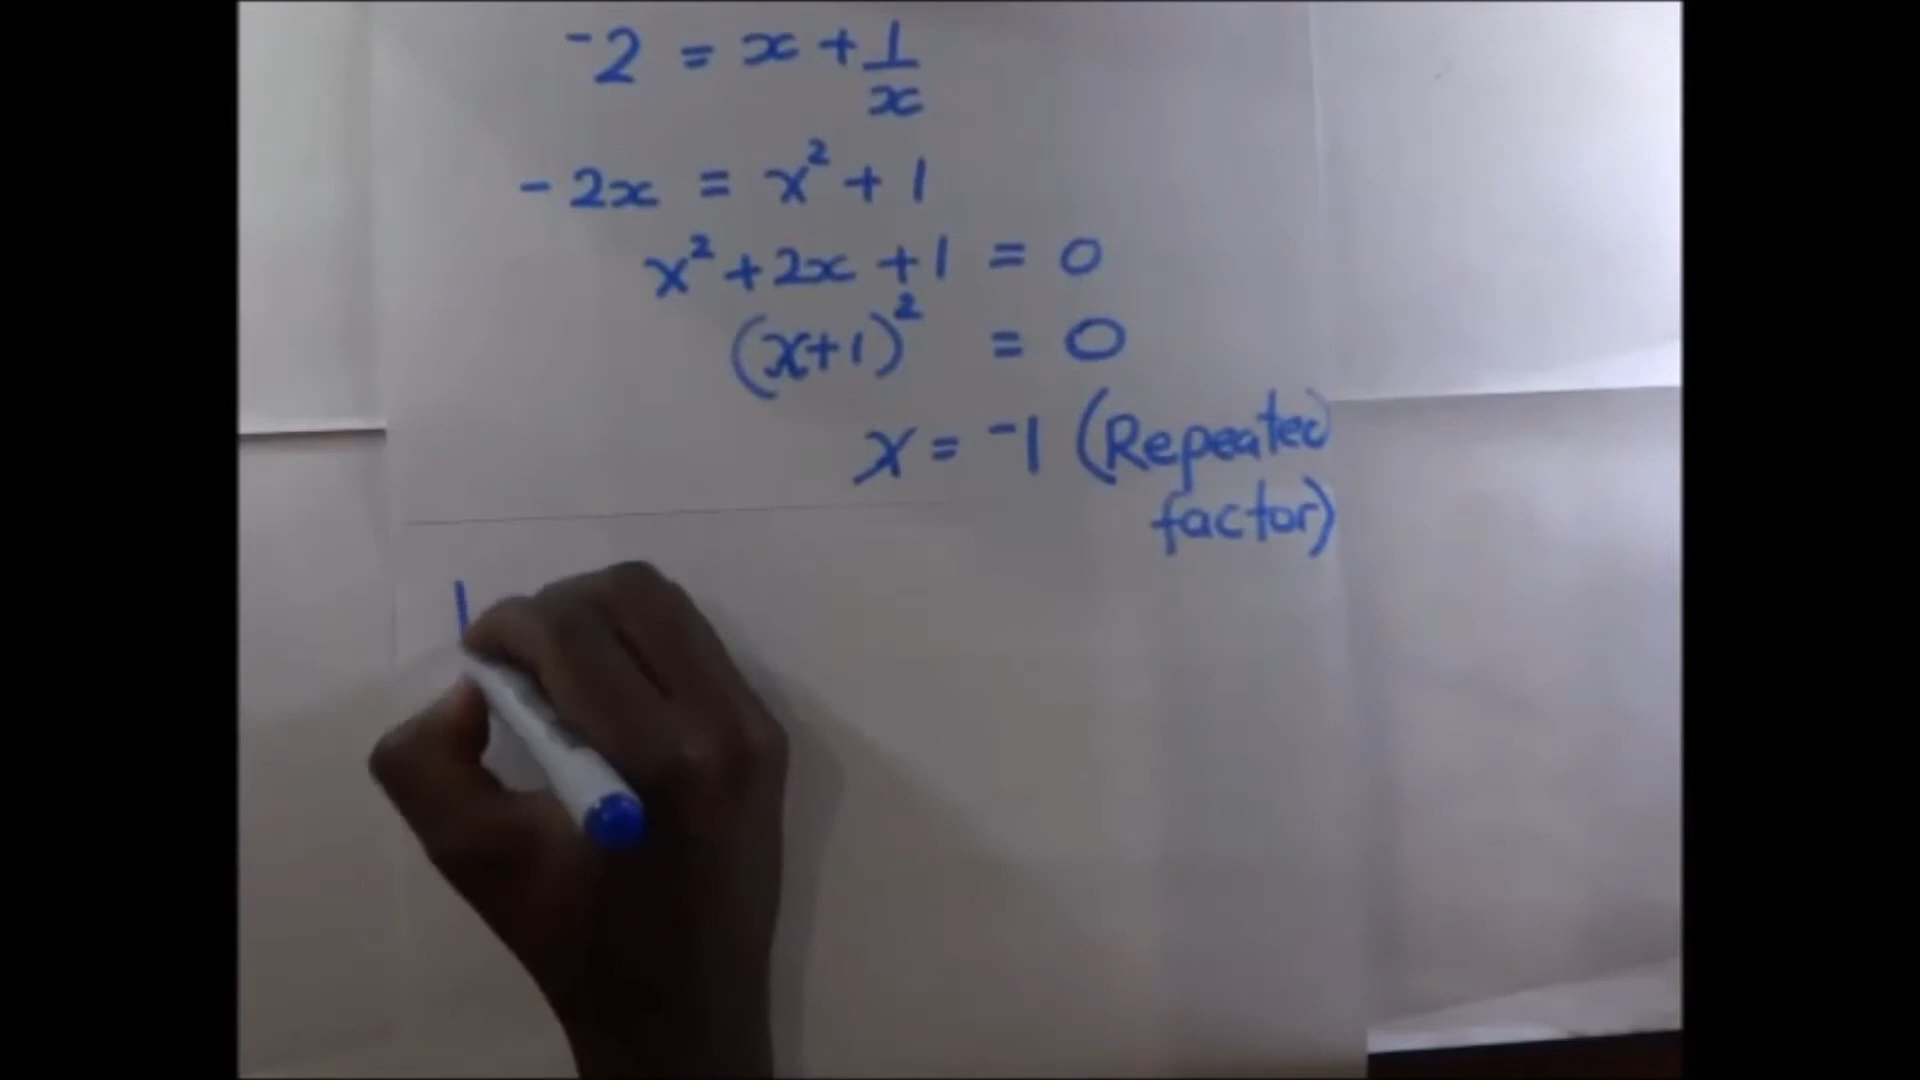 -2 = x + 1/x
-2x = x² + 1
x² + 2x + 1 = 0
(x+1)² = 0
x = -1 (Repeated
factor)